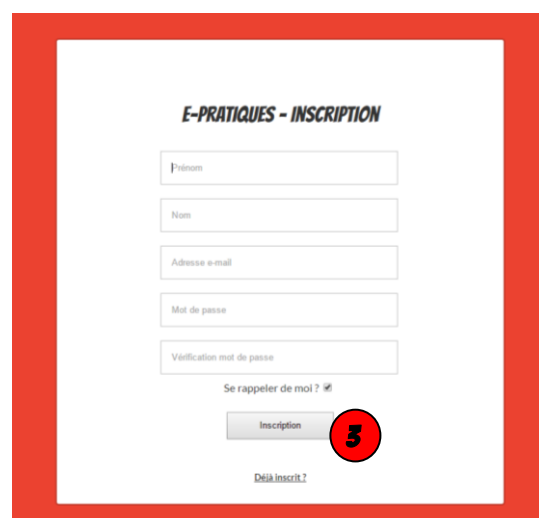 E-PRATIQUES - INSCRIPTION
Prénom
Nom
Adresse e-mail
Mot de passe
Vérification mot de passe
Se rappeler de moi ?
Inscription
3
Déjà inscrit ?